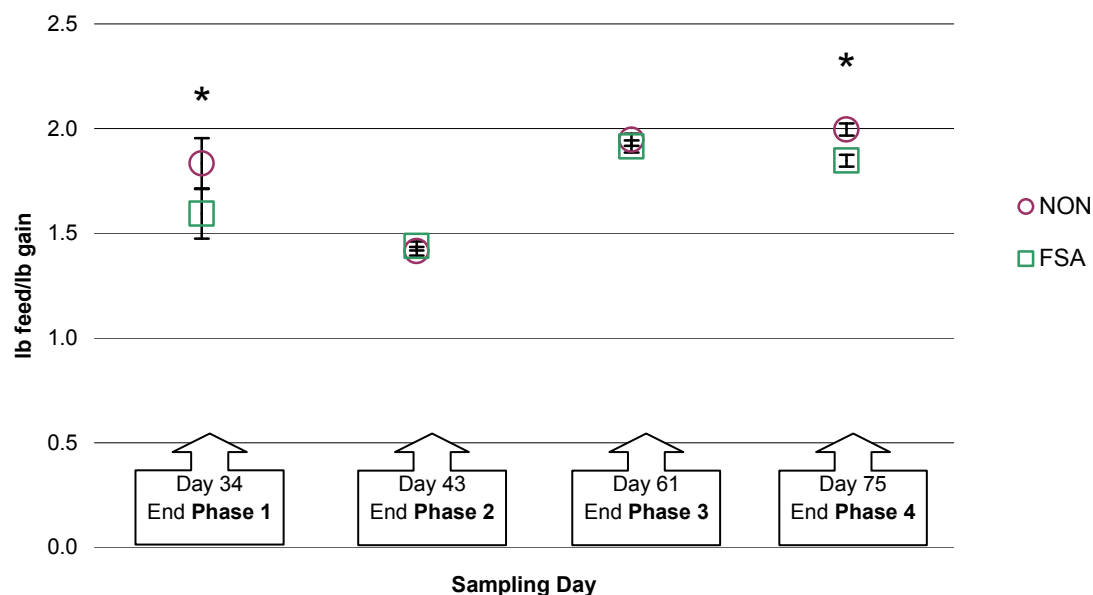 2.5
2.0
1.5
1.0
0.5
0.0
lb feed/lb gain
*
*
NON
FSA
Day 34
End Phase 1
Day 43
End Phase 2
Day 61
End Phase 3
Day 75
End Phase 4
Sampling Day